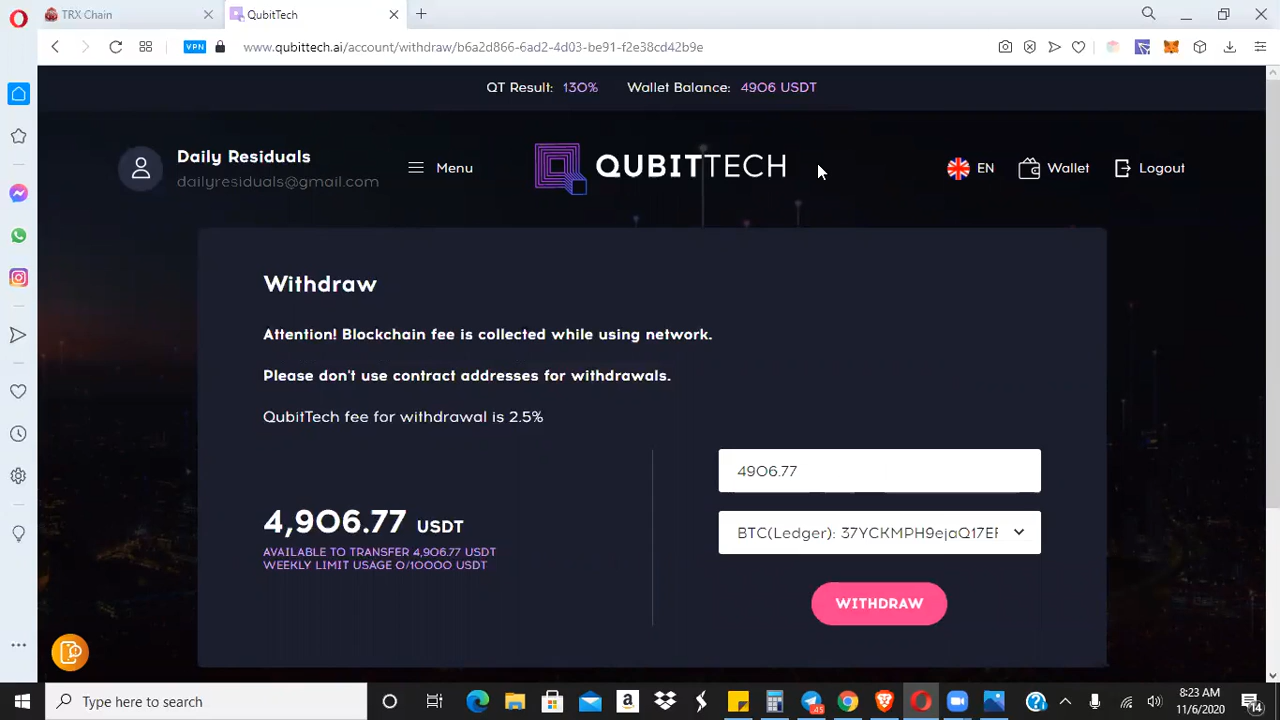 TRX Chain
QubitTech
VPN
www.qubittech.ai/account/withdraw/b6a2d866-6ad2-4d03-be91-f2e38cd42b9e
QT Result: 130% Wallet Balance: 4906 USDT
Daily Residuals
dailyresiduals@gmail.com
Menu
QUBITTECH
EN
Wallet
Logout
Withdraw
Attention! Blockchain fee is collected while using network.
Please don't use contract addresses for withdrawals.
QubitTech fee for withdrawal is 2.5%
4,906.77 USDT
AVAILABLE TO TRANSFER 4,906.77 USDT
WEEKLY LIMIT USAGE 0/10000 USDT
4906.77
BTC(Ledger): 37YCKMPH9ejaQ17EF
WITHDRAW
Type here to search
8:23 AM
11/6/2020